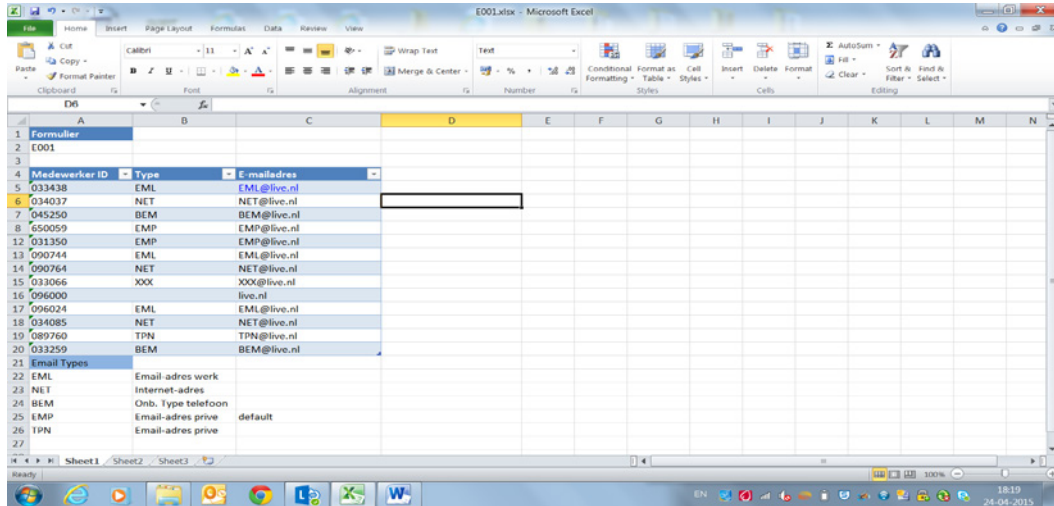 E001.xlsx - Microsoft Excel
File Home Insert Page Layout Formulas Data Review View
Cut
Copy
Format Painter
Paste
Calibri 11
Wrap Text
Merge & Center
Text
Conditional Formatting
Format as Table
Cell Styles
Insert Delete Format
AutoSum
Fill
Clear
Sort & Filter
Find & Select
Clipboard Font Alignment Number Styles Cells Editing
D6 fx
A B C D E F G H I J K L M N
1 Formulier
2 E001
3
4 Medewerker ID Type E-mailadres
5 033438 EML EML@live.nl
6 034037 NET NET@live.nl
7 045250 BEM BEM@live.nl
8 650059 EMP EMP@live.nl
12 031350 EMP EMP@live.nl
13 090744 EML EML@live.nl
14 090764 NET NET@live.nl
15 033066 XXX XXX@live.nl
16 096000 live.nl
17 096024 EML EML@live.nl
18 034085 NET NET@live.nl
19 089760 TPN TPN@live.nl
20 033259 BEM BEM@live.nl
21 Email Types
22 EML Email-adres werk
23 NET Internet-adres
24 BEM Onb. Type telefoon
25 EMP Email-adres prive default
26 TPN Email-adres prive
27
Sheet1 Sheet2 Sheet3
Ready 100%
EN 18:19
24-04-2015